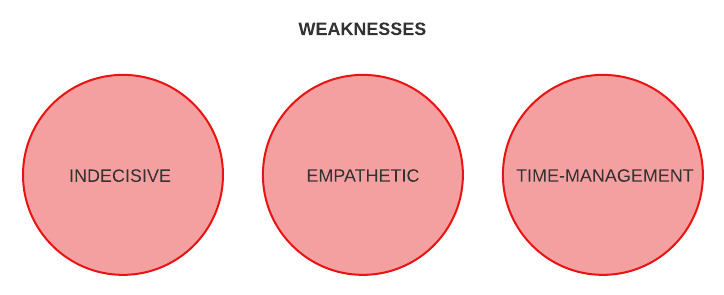 WEAKNESSES
INDECISIVE
EMPATHETIC
TIME-MANAGEMENT